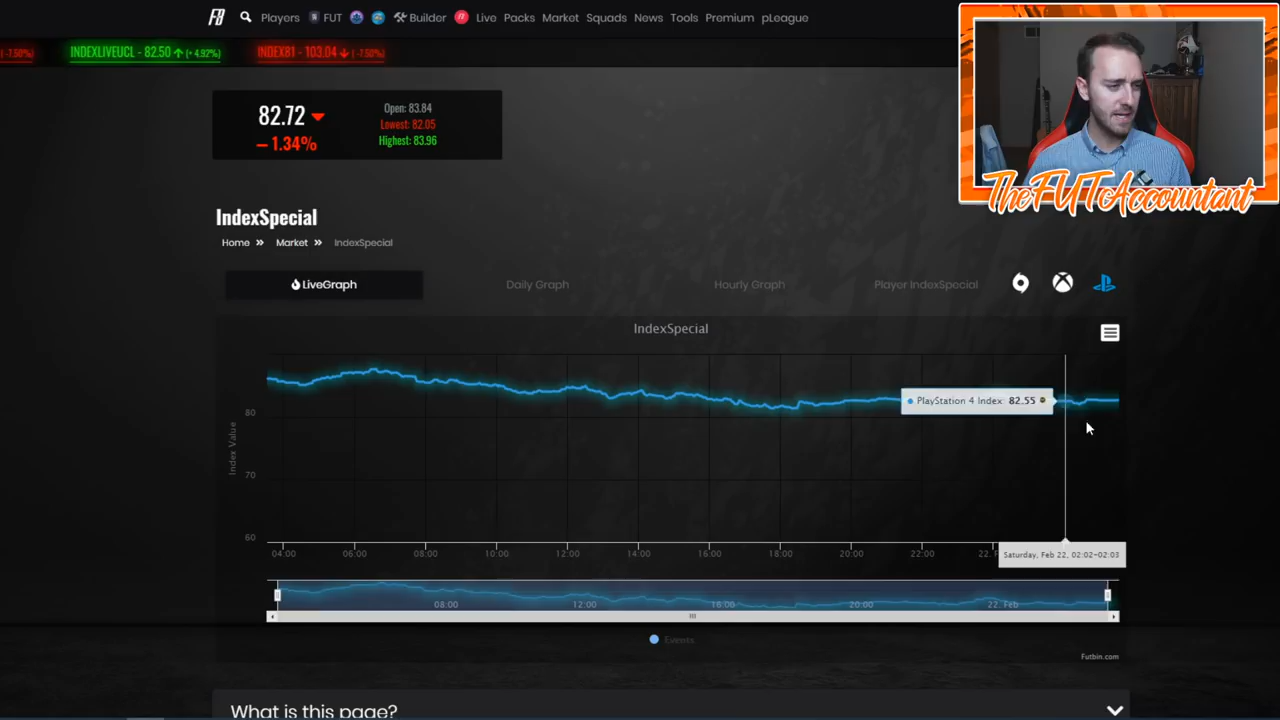 F8 Players FUT Builder Live Packs Market Squads News Tools Premium pLeague
( -7.50%) INDEXLIVEUCL - 82.50 (+ 4.92%) INDEX81 - 103.04 ( -7.50%)
82.72
– 1.34%
Open: 83.84
Lowest: 82.05
Highest: 83.96
TheFUTAccountant
IndexSpecial
Home » Market » IndexSpecial
LiveGraph Daily Graph Hourly Graph Player IndexSpecial
IndexSpecial
PlayStation 4 Index: 82.55
Index Value
80
70
60
04:00 06:00 08:00 10:00 12:00 14:00 16:00 18:00 20:00 22:00 22. F
Saturday, Feb 22, 02:02–02:03
08:00 12:00 16:00 20:00 22. Feb
Events
Futbin.com
What is this page?